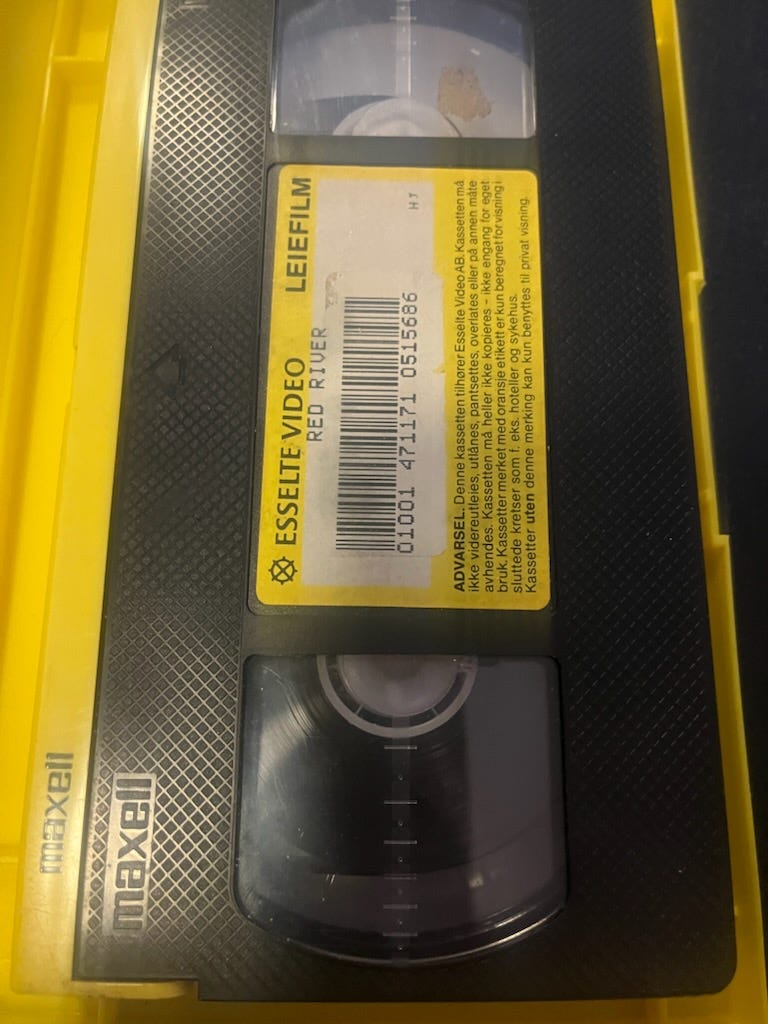 ESSELTE VIDEO LEIEFILM
RED RIVER
01001 471171 0515686
H1
ADVARSEL. Denne kassetten tilhører Esselte Video AB. Kassetten må
ikke videreutleies, utlånes, pantsettes, overlates eller på annen måte
avhendes. Kassetten må heller ikke kopieres – ikke engang for eget
bruk. Kassetter merket med oransje etikett er kun beregnet for visning i
sluttede kretser som f. eks. hoteller og sykehus.
Kassetter uten denne merking kan kun benyttes til privat visning.
maxell
maxell